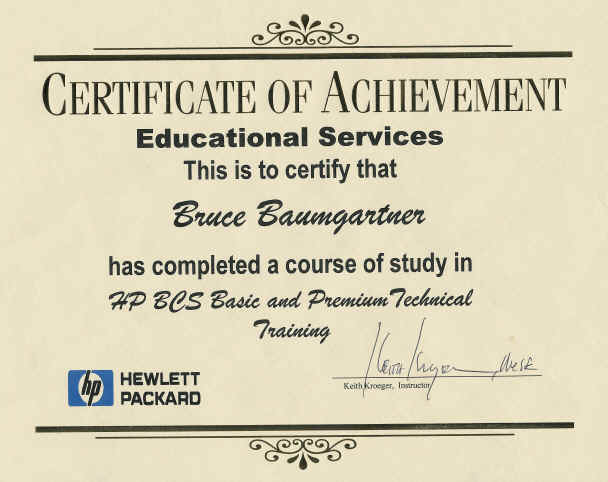 CERTIFICATE OF ACHIEVEMENT
Educational Services
This is to certify that
Bruce Baumgartner
has completed a course of study in
HP BCS Basic and Premium Technical
Training
Keith Kroeger, Instructor
hp HEWLETT
PACKARD